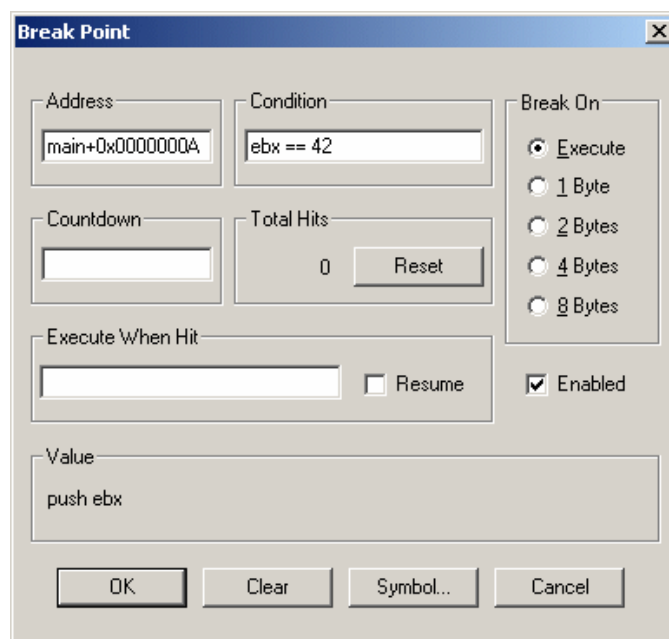 Break Point
Address
main+0x0000000A
Condition
ebx == 42
Break On
Execute
1 Byte
2 Bytes
4 Bytes
8 Bytes
Countdown
Total Hits
0
Reset
Execute When Hit
Resume
Enabled
Value
push ebx
OK
Clear
Symbol...
Cancel